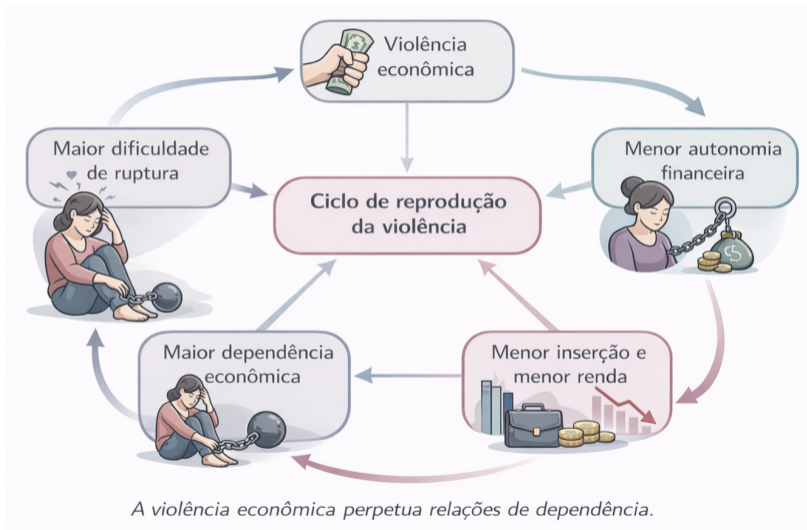 Violência
econômica
Maior dificuldade
de ruptura
Menor autonomia
financeira
Ciclo de reprodução
da violência
Maior dependência
econômica
Menor inserção e
menor renda
A violência econômica perpetua relações de dependência.